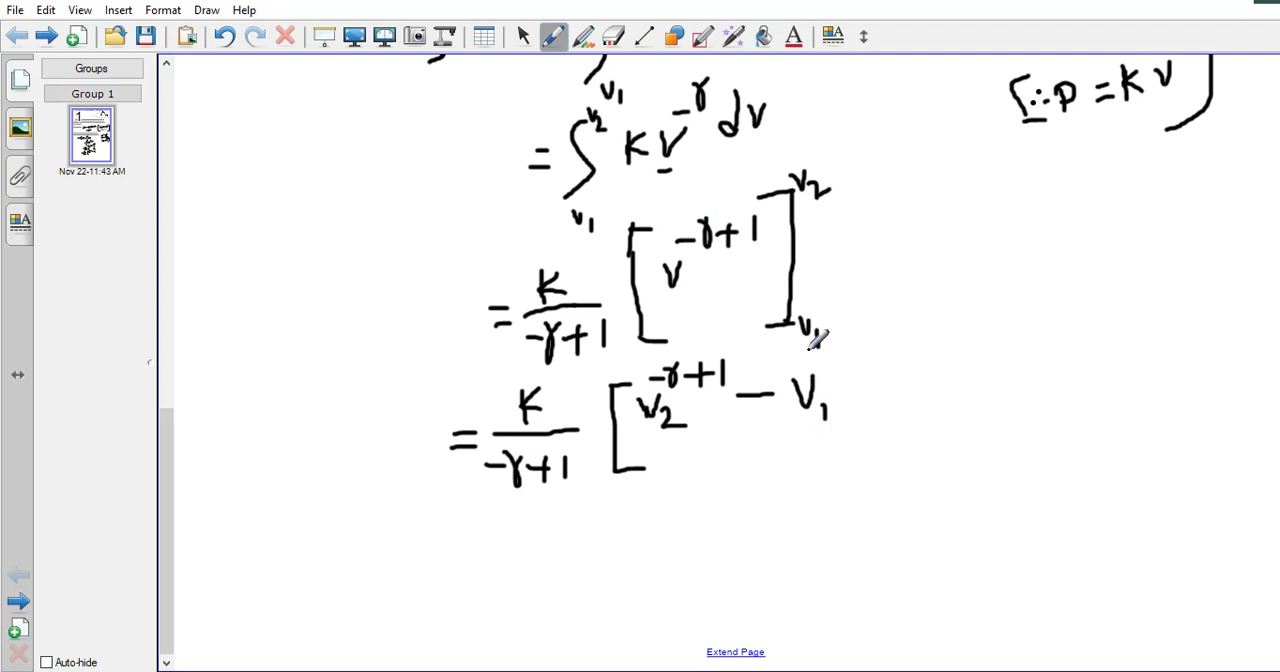 File Edit View Insert Format Draw Help
Groups
Group 1
Nov 22-11:43 AM
V₁
[∵ P = K V
= ∫_{V₁}^{V₂} K V^{-γ} dV
= K/(-γ+1) [V^{-γ+1}]_{V₁}^{V₂}
= K/(-γ+1) [V₂^{-γ+1} - V₁
Auto-hide
Extend Page